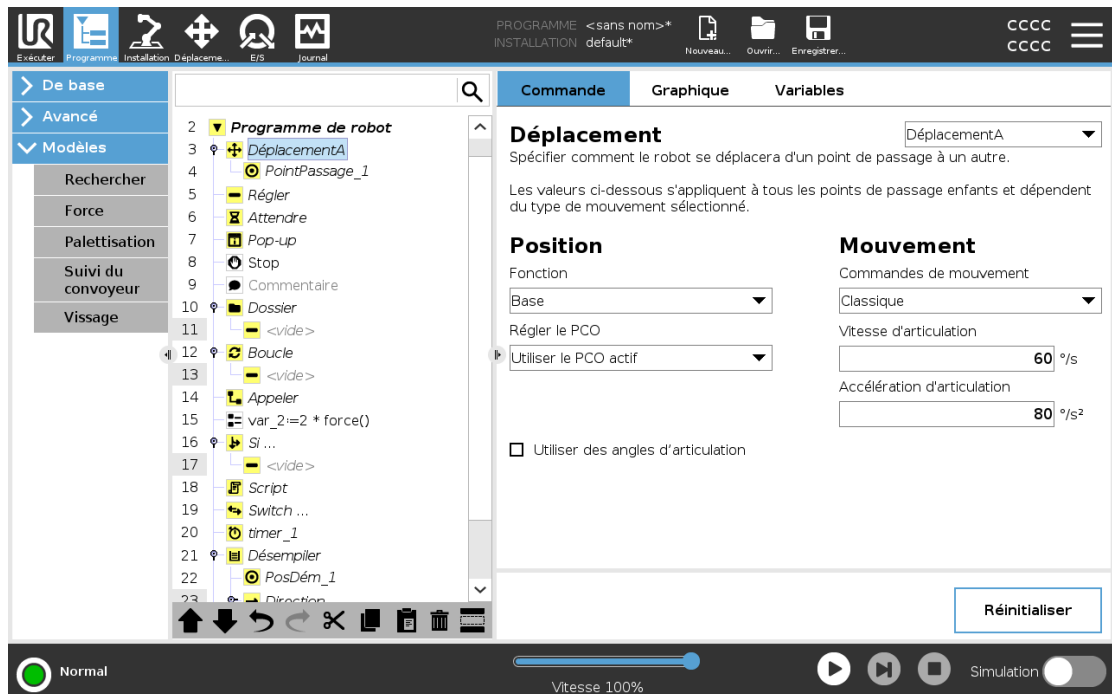 UR
Exécuter
Programme
Installation
Déplaceme...
E/S
Journal
PROGRAMME <sans nom>*
INSTALLATION default*
Nouveau...
Ouvrir...
Enregistrer...
CCCC
CCCC
De base
Avancé
Modèles
Rechercher
Force
Palettisation
Suivi du
convoyeur
Vissage
2 Programme de robot
3 DéplacementA
4 PointPassage_1
5 Régler
6 Attendre
7 Pop-up
8 Stop
9 Commentaire
10 Dossier
11 <vide>
12 Boucle
13 <vide>
14 Appeler
15 var_2:=2 * force()
16 Si ...
17 <vide>
18 Script
19 Switch ...
20 timer_1
21 Désempiler
22 PosDém_1
23 Direction
Commande
Graphique
Variables
Déplacement
DéplacementA
Spécifier comment le robot se déplacera d'un point de passage à un autre.
Les valeurs ci-dessous s'appliquent à tous les points de passage enfants et dépendent
du type de mouvement sélectionné.
Position
Fonction
Base
Régler le PCO
Utiliser le PCO actif
Mouvement
Commandes de mouvement
Classique
Vitesse d'articulation
60 °/s
Accélération d'articulation
80 °/s²
Utiliser des angles d'articulation
Réinitialiser
Normal
Vitesse 100%
Simulation